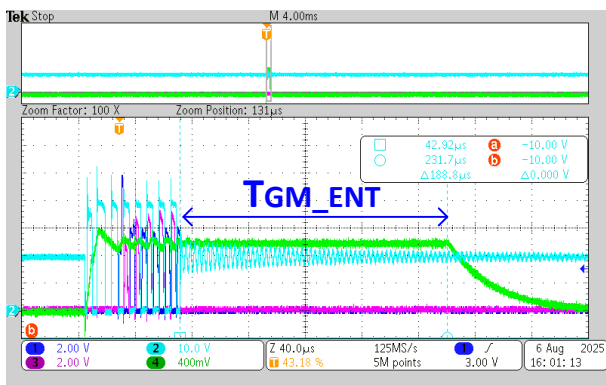 Tek Stop M 4.00ms
T
2
Zoom Factor: 100 X Zoom Position: 131µs
T
42.92µs a -10.00 V
231.7µs b -10.00 V
Δ188.8µs Δ0.000 V
TGM_ENT
2
b
1 2.00 V 2 10.0 V Z 40.0µs 125MS/s 1 ∫ 6 Aug 2025
3 2.00 V 4 400mV T 43.18 % 5M points 3.00 V 16:01:13